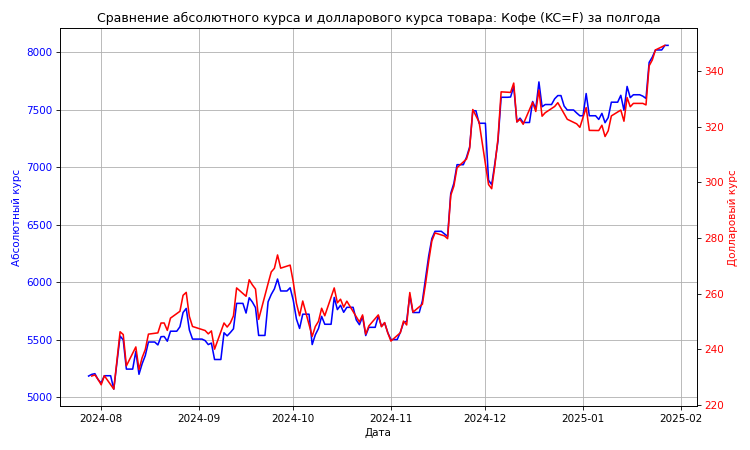 Сравнение абсолютного курса и долларового курса товара: Кофе (KC=F) за полгода
Абсолютный курс
8000
7500
7000
6500
6000
5500
5000
340
320
300
280
260
240
220
Долларовый курс
2024-08 2024-09 2024-10 2024-11 2024-12 2025-01 2025-02
Дата